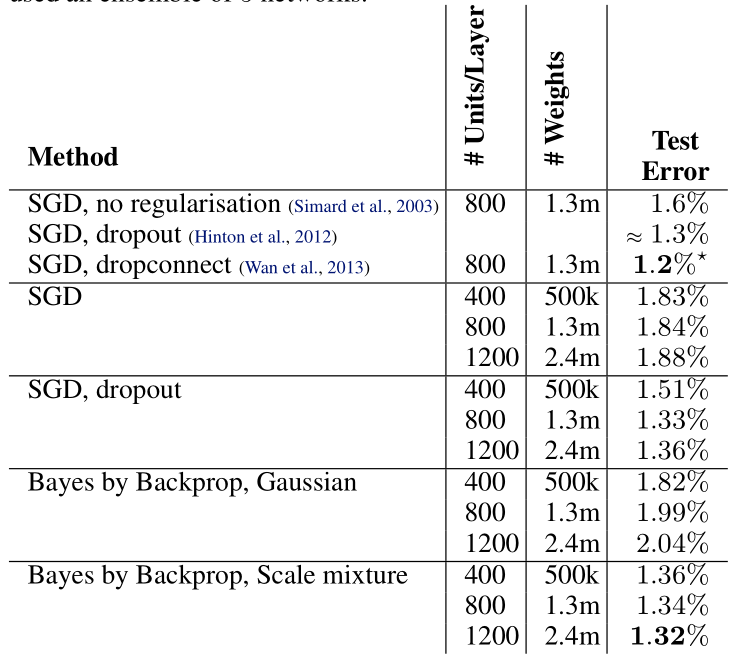 used an ensemble of 5 networks.
Method # Units/Layer # Weights Test Error
SGD, no regularisation (Simard et al., 2003) 800 1.3m 1.6%
SGD, dropout (Hinton et al., 2012) ≈ 1.3%
SGD, dropconnect (Wan et al., 2013) 800 1.3m 1.2%⋆
SGD 400 500k 1.83%
800 1.3m 1.84%
1200 2.4m 1.88%
SGD, dropout 400 500k 1.51%
800 1.3m 1.33%
1200 2.4m 1.36%
Bayes by Backprop, Gaussian 400 500k 1.82%
800 1.3m 1.99%
1200 2.4m 2.04%
Bayes by Backprop, Scale mixture 400 500k 1.36%
800 1.3m 1.34%
1200 2.4m 1.32%